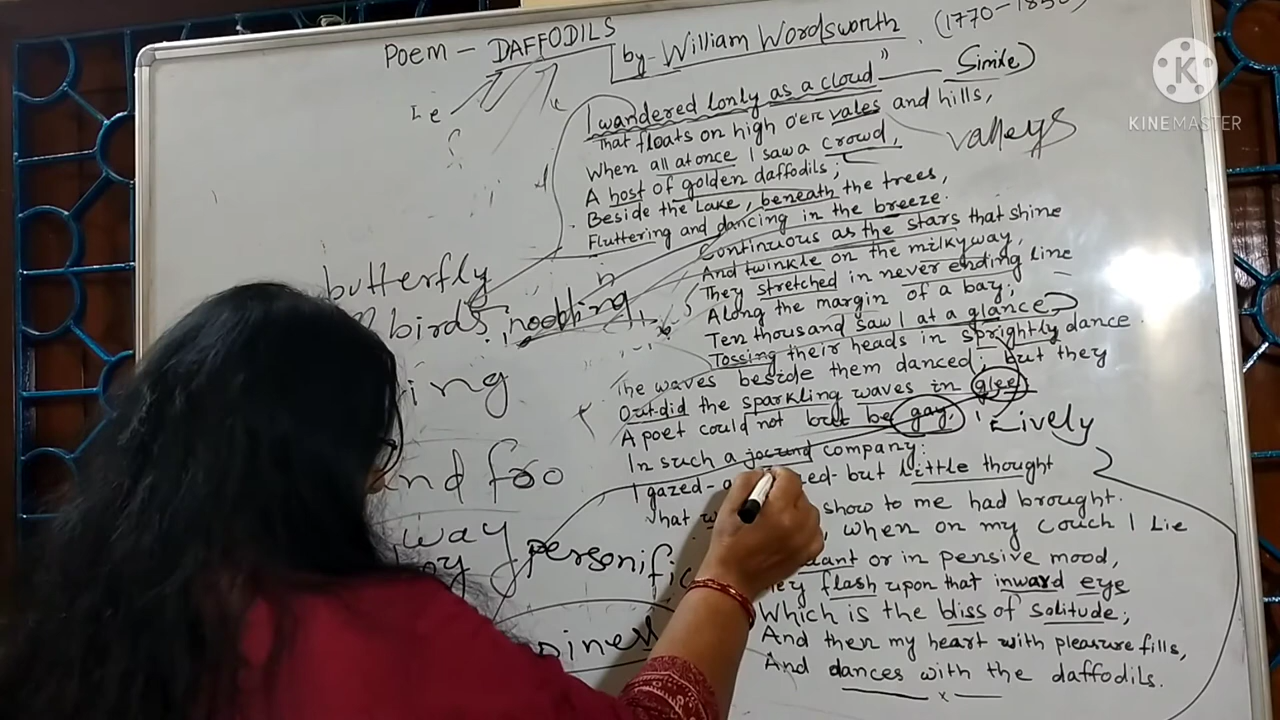 Poem - DAFFODILS
by- William Wordsworth
(1770-1850)
I wandered Lonly as a cloud" Simile)
That floats on high o'er vales and hills,
When all at once I saw a crowd,
valleys
A host of golden daffodils;
Beside the Lake, beneath the trees,
Fluttering and dancing in the breeze.
Continuous as the stars that shine
And twinkle on the milkyway,
They stretched in never ending line
Along the margin of a bay;
Ten thousand saw I at a glance
Tossing their heads in sprightly dance.
The waves beside them danced; but they
Out-did the sparkling waves in glee
A poet could not but be gay,
Lively
In such a jocund company:
I gazed- but Little thought
show to me had brought.
when on my couch I Lie
or in pensive mood,
flash upon that inward eye
Which is the bliss of solitude;
And then my heart with pleasure fills,
And dances with the daffodils.
x
butterfly
birds
ing
way
KINEMASTER